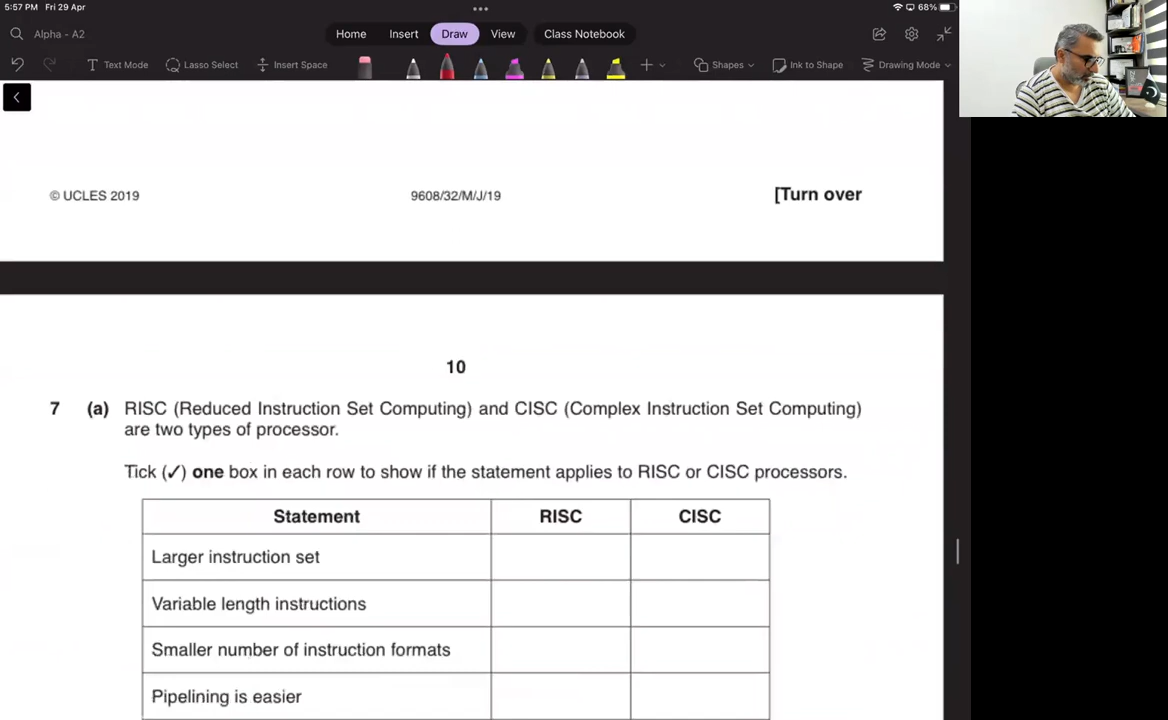 5:57 PM Fri 29 Apr
68%
Alpha - A2
Home Insert Draw View Class Notebook
Text Mode Lasso Select Insert Space Shapes Ink to Shape Drawing Mode
© UCLES 2019 9608/32/M/J/19 [Turn over
10
7 (a) RISC (Reduced Instruction Set Computing) and CISC (Complex Instruction Set Computing)
are two types of processor.
Tick (✓) one box in each row to show if the statement applies to RISC or CISC processors.
Statement RISC CISC
Larger instruction set
Variable length instructions
Smaller number of instruction formats
Pipelining is easier